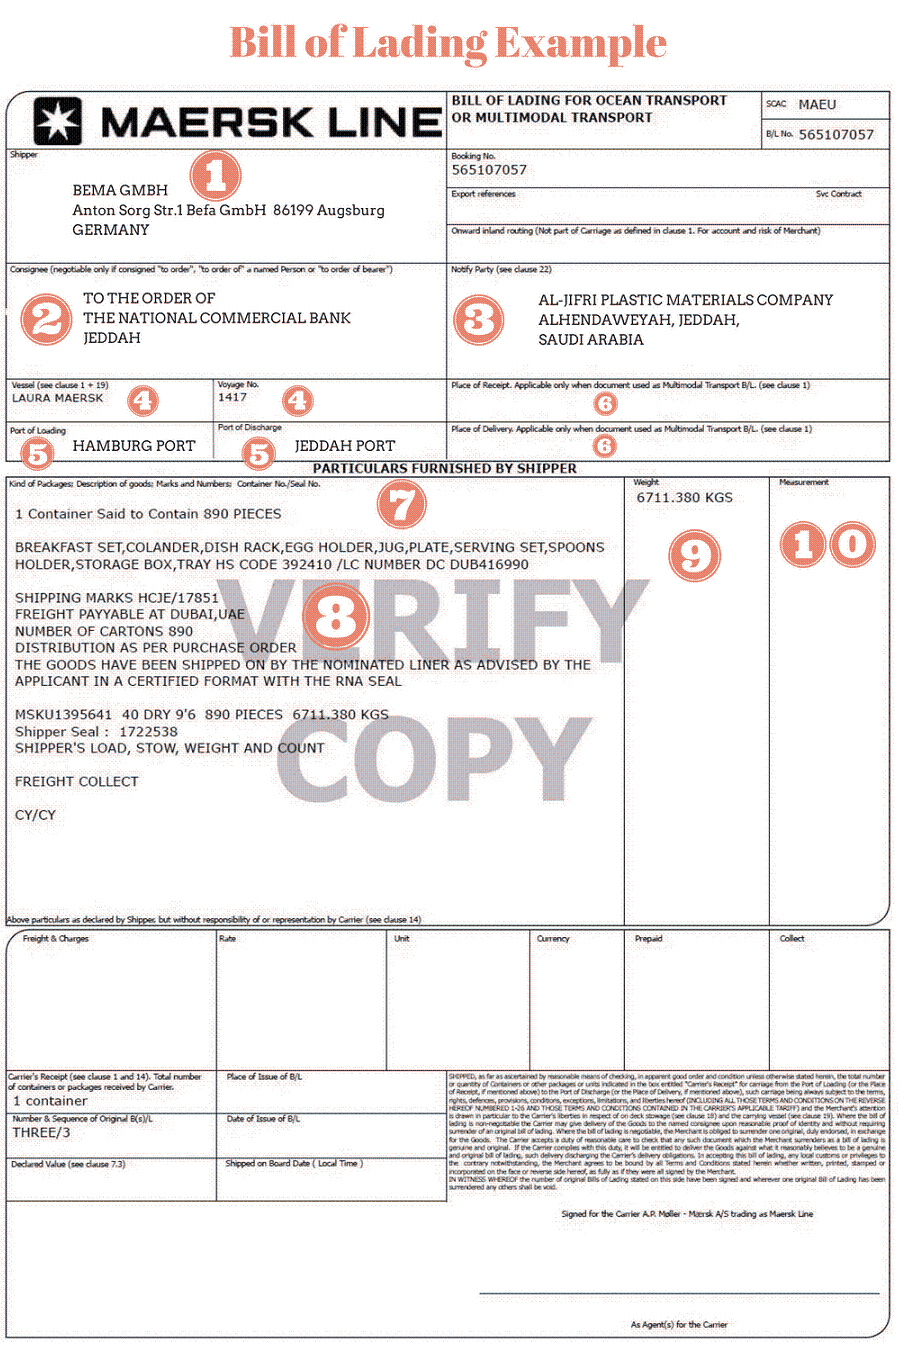 Bill of Lading Example
MAERSK LINE
BILL OF LADING FOR OCEAN TRANSPORT
OR MULTIMODAL TRANSPORT
SCAC MAEU
B/L No. 565107057
Shipper
1
BEMA GMBH
Anton Sorg Str.1 Befa GmbH 86199 Augsburg
GERMANY
Booking No.
565107057
Export references
Svc Contract
Onward inland routing (Not part of Carriage as defined in clause 1. For account and risk of Merchant)
Consignee (negotiable only if consigned "to order", "to order of" a named Person or "to order of bearer")
2
TO THE ORDER OF
THE NATIONAL COMMERCIAL BANK
JEDDAH
Notify Party (see clause 22)
3
AL-JIFRI PLASTIC MATERIALS COMPANY
ALHENDAWEYAH, JEDDAH,
SAUDI ARABIA
Vessel (see clause 1 + 19)
LAURA MAERSK
4
Voyage No.
1417
4
Place of Receipt. Applicable only when document used as Multimodal Transport B/L. (see clause 1)
6
Port of Loading
5
HAMBURG PORT
Port of Discharge
5
JEDDAH PORT
Place of Delivery. Applicable only when document used as Multimodal Transport B/L. (see clause 1)
6
PARTICULARS FURNISHED BY SHIPPER
Kind of Packages; Description of goods; Marks and Numbers; Container No./Seal No.
Weight
Measurement
6711.380 KGS
7
1 Container Said to Contain 890 PIECES
9
10
BREAKFAST SET,COLANDER,DISH RACK,EGG HOLDER,JUG,PLATE,SERVING SET,SPOONS
HOLDER,STORAGE BOX,TRAY HS CODE 392410 /LC NUMBER DC DUB416990
VERIFY
COPY
8
SHIPPING MARKS HCJE/17851
FREIGHT PAYYABLE AT DUBAI,UAE
NUMBER OF CARTONS 890
DISTRIBUTION AS PER PURCHASE ORDER
THE GOODS HAVE BEEN SHIPPED ON BY THE NOMINATED LINER AS ADVISED BY THE
APPLICANT IN A CERTIFIED FORMAT WITH THE RNA SEAL
MSKU1395641 40 DRY 9'6 890 PIECES 6711.380 KGS
Shipper Seal : 1722538
SHIPPER'S LOAD, STOW, WEIGHT AND COUNT
FREIGHT COLLECT
CY/CY
Above particulars as declared by Shipper, but without responsibility of or representation by Carrier (see clause 14)
Freight & Charges
Rate
Unit
Currency
Prepaid
Collect
Carrier's Receipt (see clause 1 and 14). Total number
of containers or packages received by Carrier.
1 container
Place of Issue of B/L
Number & Sequence of Original B(s)/L
THREE/3
Date of Issue of B/L
Declared Value (see clause 7.3)
Shipped on Board Date ( Local Time )
SHIPPED, as far as ascertained by reasonable means of checking, in apparent good order and condition unless otherwise stated herein, the total number
or quantity of Containers or other packages or units indicated in the box entitled "Carrier's Receipt" for carriage from the Port of Loading (or the Place
of Receipt, if mentioned above) to the Port of Discharge (or the Place of Delivery, if mentioned above), such carriage being always subject to the terms,
rights, defences, provisions, conditions, exceptions, limitations, and liberties hereof (INCLUDING ALL THOSE TERMS AND CONDITIONS ON THE REVERSE
HEREOF NUMBERED 1-26 AND THOSE TERMS AND CONDITIONS CONTAINED IN THE CARRIER'S APPLICABLE TARIFF) and the Merchant's attention
is drawn in particular to the Carrier's liberties in respect of on deck stowage (see clause 18) and the carrying vessel (see clause 19). Where the bill of
lading is non-negotiable the Carrier may give delivery of the Goods to the named consignee upon reasonable proof of identity and without requiring
surrender of an original bill of lading. Where the bill of lading is negotiable, the Merchant is obliged to surrender one original, duly endorsed, in exchange
for the Goods. The Carrier accepts a duty of reasonable care to check that any such document which the Merchant surrenders as a bill of lading is
genuine and original. If the Carrier complies with this duty, it will be entitled to deliver the Goods against what it reasonably believes to be a genuine
and original bill of lading, such delivery discharging the Carrier's delivery obligations. In accepting this bill of lading, any local customs or privileges to
the contrary notwithstanding, the Merchant agrees to be bound by all Terms and Conditions stated herein whether written, printed, stamped or
incorporated on the face or reverse side hereof, as fully as if they were all signed by the Merchant.
IN WITNESS WHEREOF the number of original Bills of Lading stated on this side have been signed and wherever one original Bill of Lading has been
surrendered any others shall be void.
Signed for the Carrier A.P. Møller - Mærsk A/S trading as Maersk Line
As Agent(s) for the Carrier